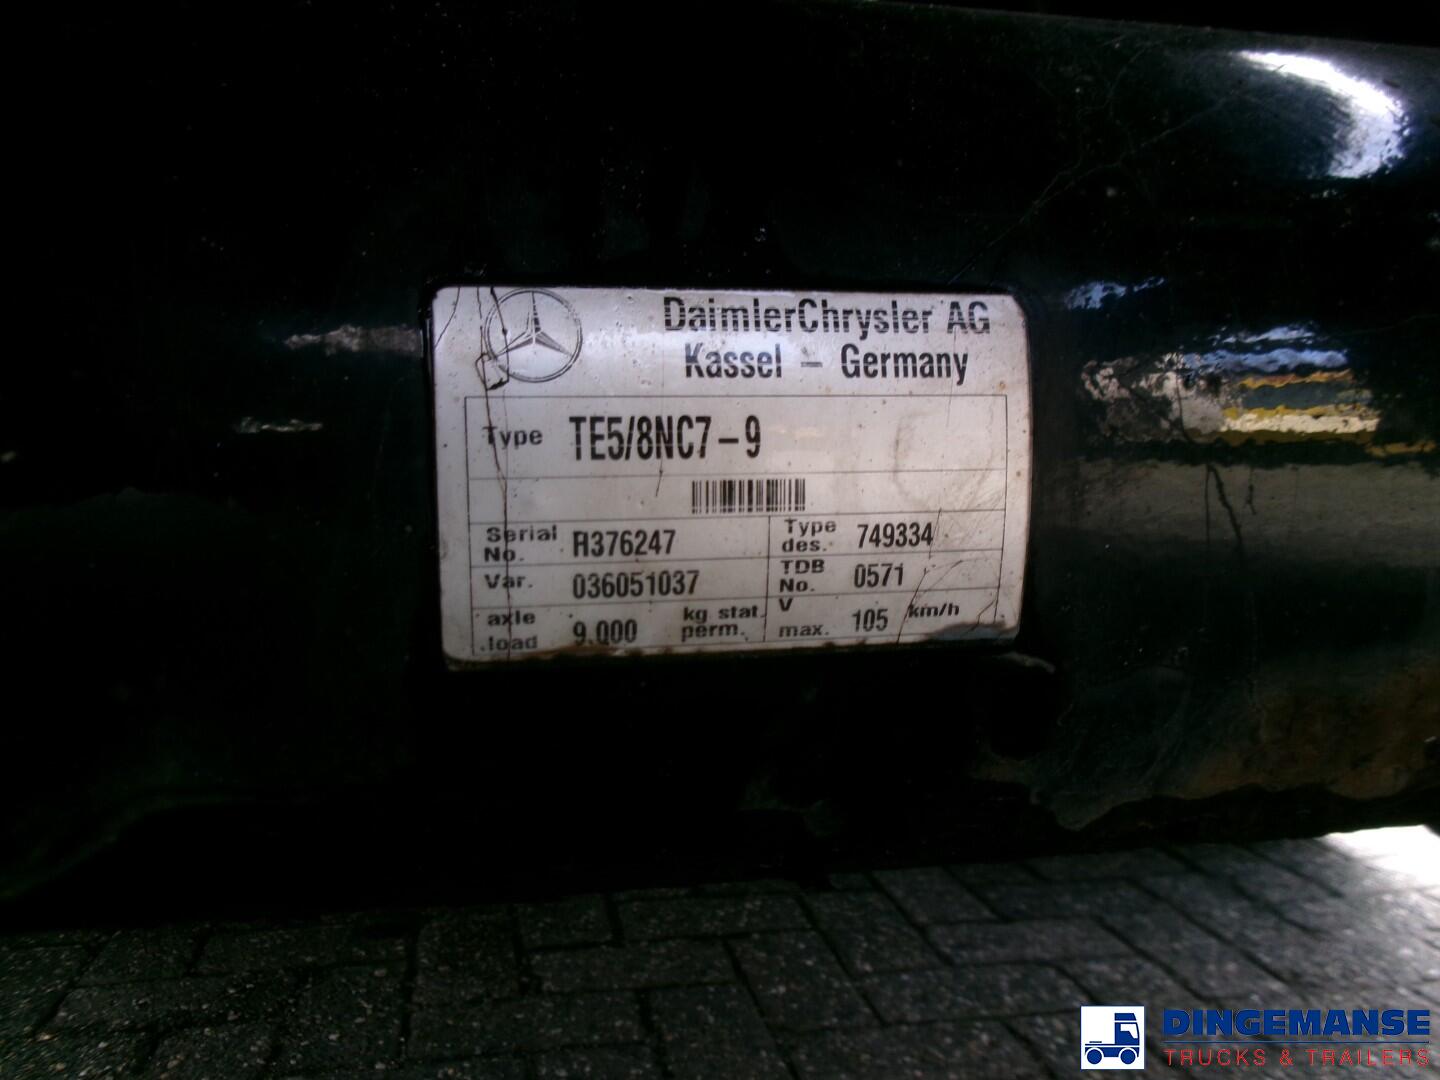 DaimlerChrysler AG
Kassel – Germany
Type TE5/8NC7-9
Serial No. R376247 Type des. 749334
Var. 036051037 TDB No. 0571
axle load 9.000 kg stat. perm. V max. 105 km/h
DINGEMANSE
TRUCKS & TRAILERS